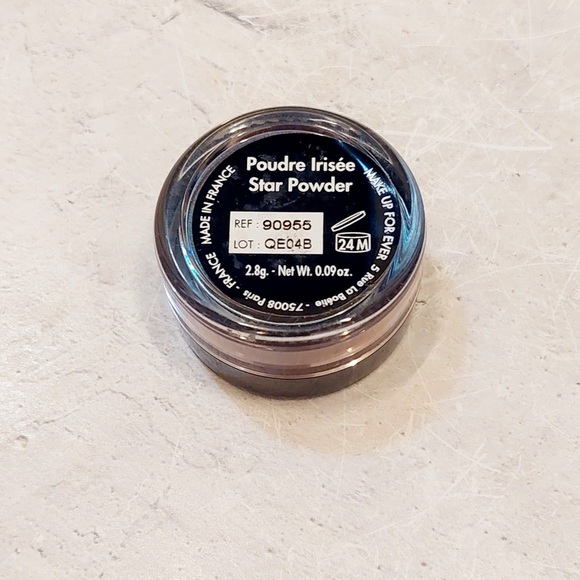 Poudre Irisée
Star Powder
REF : 90955
LOT : QE04B
24 M
2.8g. - Net Wt. 0.09oz.
MAKE UP FOR EVER 5 Rue La Boétie - 75008 Paris - FRANCE MADE IN FRANCE